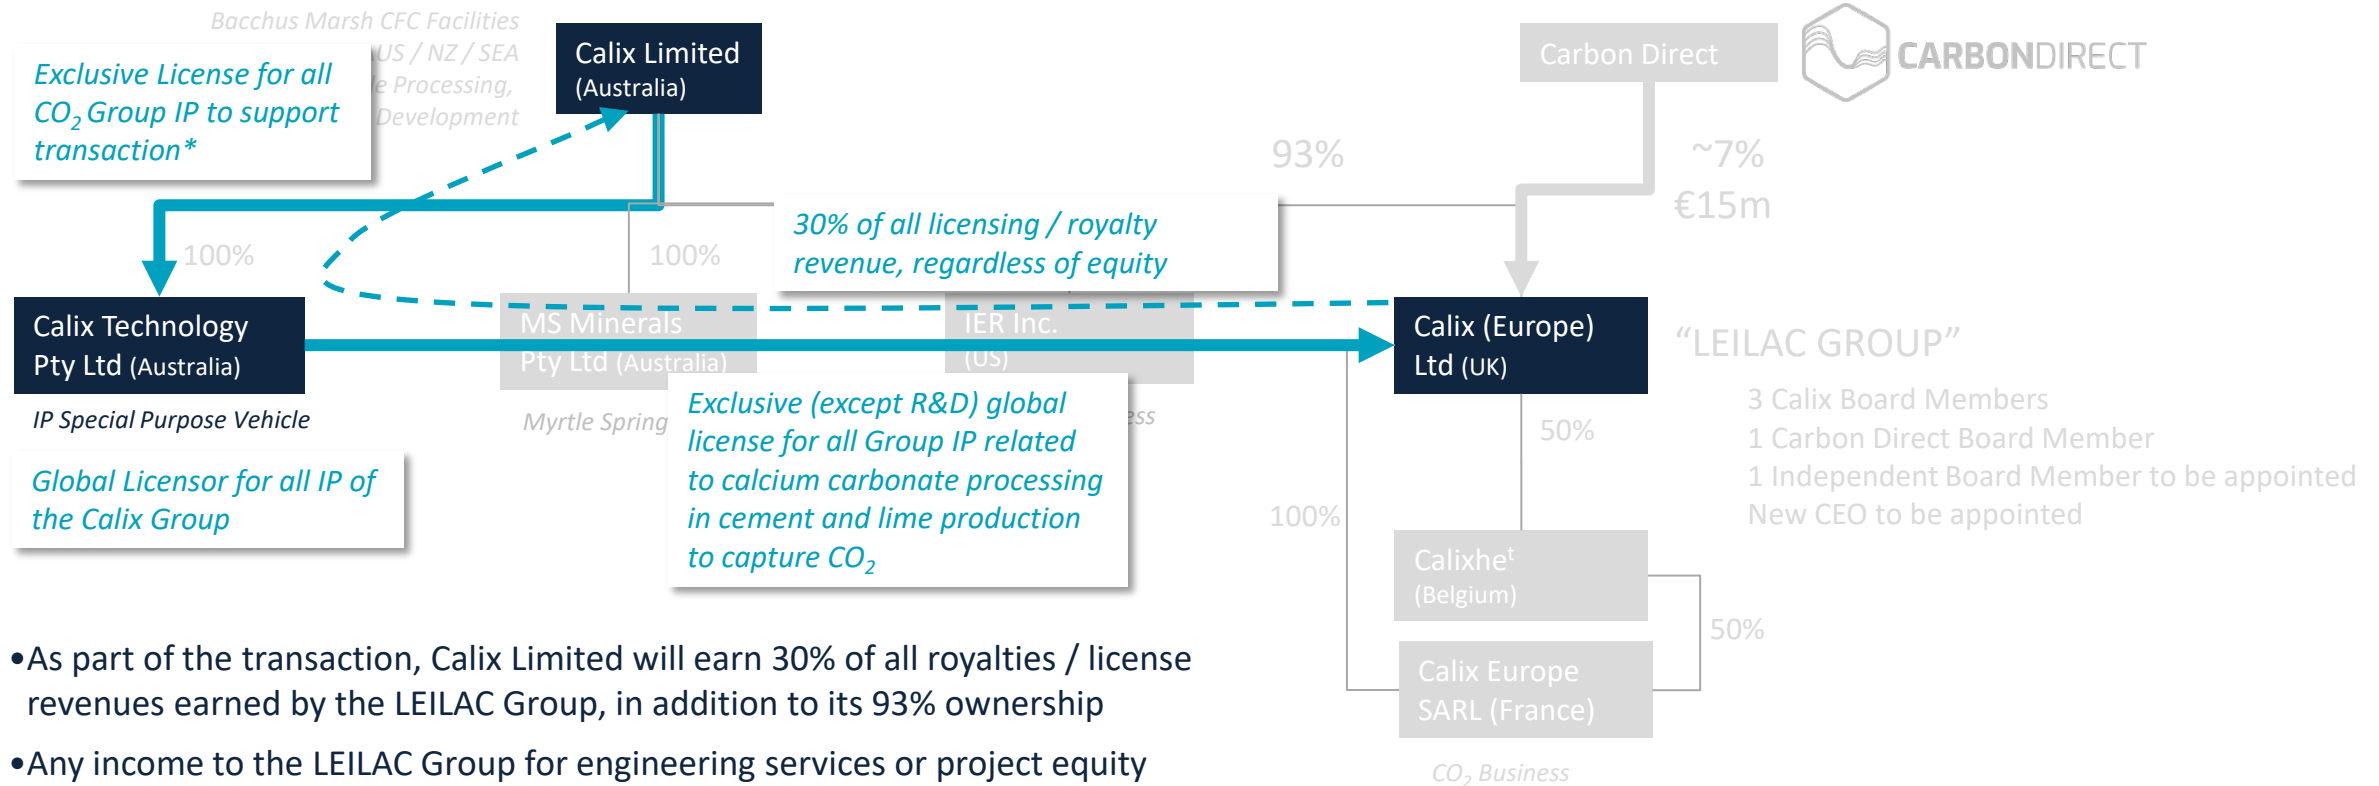 Bacchus Marsh CFC Facilities
AUS / NZ / SEA
Processing,
Development
Exclusive License for all
CO2 Group IP to support
transaction*
Calix Limited
(Australia)
Carbon Direct
CARBONDIRECT
93%
~7%
€15m
30% of all licensing / royalty
revenue, regardless of equity
100%
100%
Calix Technology
Pty Ltd (Australia)
IP Special Purpose Vehicle
Global Licensor for all IP of
the Calix Group
MS Minerals
Pty Ltd (Australia)
Myrtle Spring
IER Inc.
(US)
Exclusive (except R&D) global
license for all Group IP related
to calcium carbonate processing
in cement and lime production
to capture CO2
Calix (Europe)
Ltd (UK)
"LEILAC GROUP"
3 Calix Board Members
1 Carbon Direct Board Member
1 Independent Board Member to be appointed
New CEO to be appointed
50%
100%
Calixhet
(Belgium)
50%
Calix Europe
SARL (France)
CO2 Business
•As part of the transaction, Calix Limited will earn 30% of all royalties / license
revenues earned by the LEILAC Group, in addition to its 93% ownership
•Any income to the LEILAC Group for engineering services or project equity